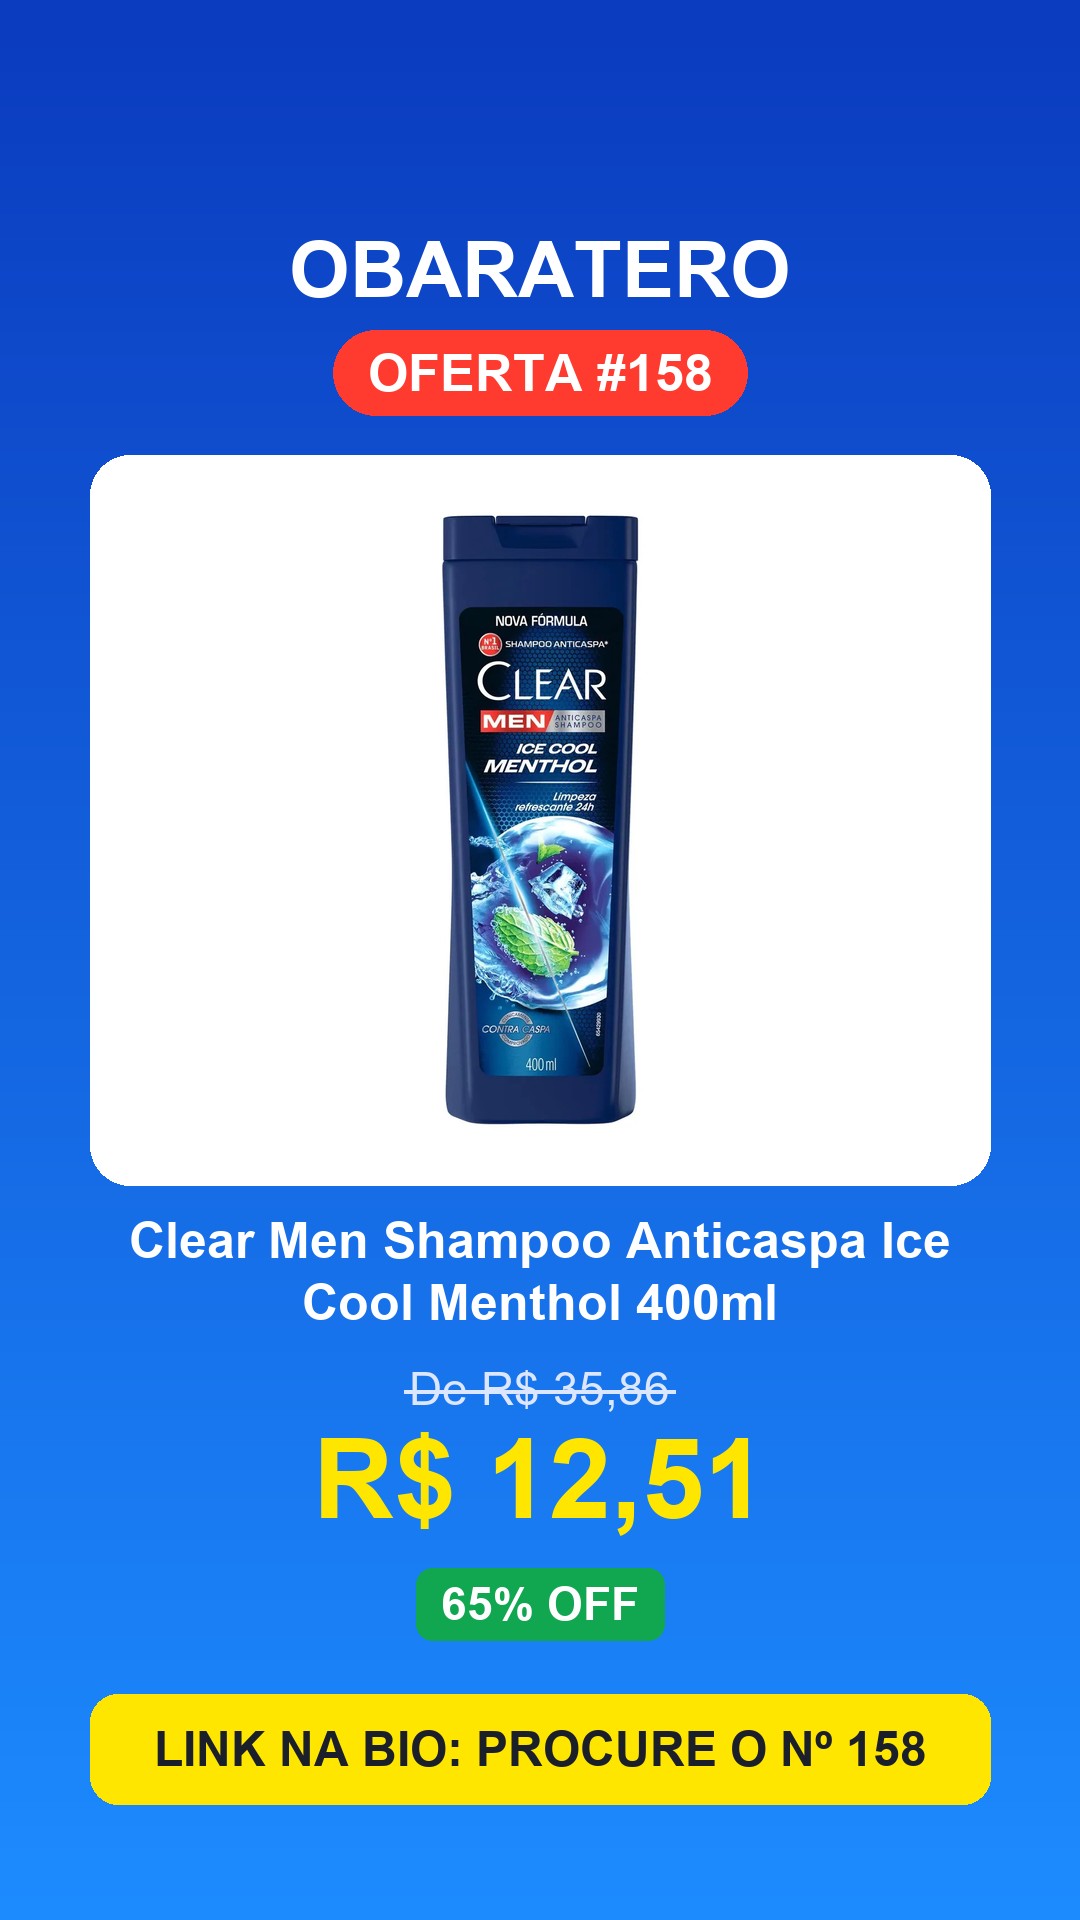 OBARATERO
OFERTA #158
NOVA FÓRMULA
Nº1
BRASIL
SHAMPOO ANTICASPA*
CLEAR
MEN
ANTICASPA
SHAMPOO
ICE COOL
MENTHOL
Limpeza
refrescante 24h
CONTRA CASPA
400 ml
Clear Men Shampoo Anticaspa Ice
Cool Menthol 400ml
De R$ 35,86
R$ 12,51
65% OFF
LINK NA BIO: PROCURE O Nº 158